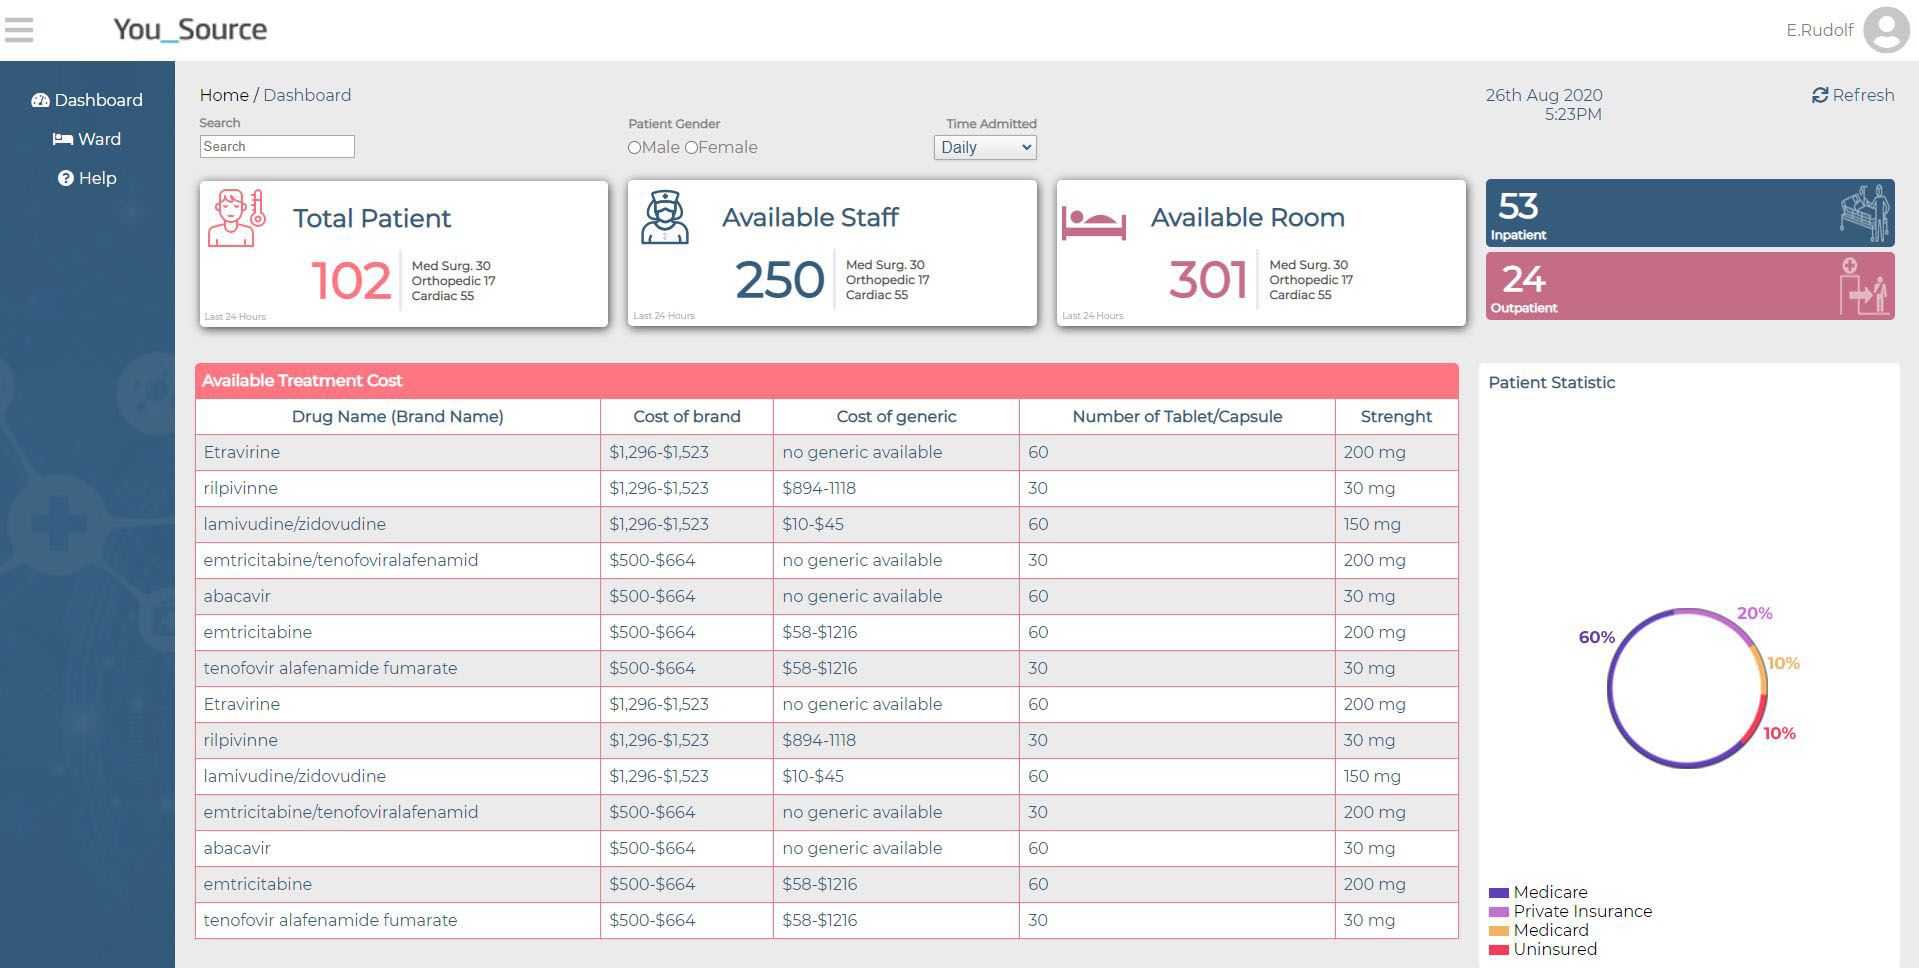 You_Source
E.Rudolf
Dashboard
Ward
Help
Home / Dashboard
26th Aug 2020
5:23PM
Refresh
Search
Search
Patient Gender
Male Female
Time Admitted
Daily
Total Patient
102
Med Surg. 30
Orthopedic 17
Cardiac 55
Last 24 Hours
Available Staff
250
Med Surg. 30
Orthopedic 17
Cardiac 55
Last 24 Hours
Available Room
301
Med Surg. 30
Orthopedic 17
Cardiac 55
Last 24 Hours
53
Inpatient
24
Outpatient
Available Treatment Cost
Drug Name (Brand Name) Cost of brand Cost of generic Number of Tablet/Capsule Strenght
Etravirine $1,296-$1,523 no generic available 60 200 mg
rilpivinne $1,296-$1,523 $894-1118 30 30 mg
lamivudine/zidovudine $1,296-$1,523 $10-$45 60 150 mg
emtricitabine/tenofoviralafenamid $500-$664 no generic available 30 200 mg
abacavir $500-$664 no generic available 60 30 mg
emtricitabine $500-$664 $58-$1216 60 200 mg
tenofovir alafenamide fumarate $500-$664 $58-$1216 30 30 mg
Etravirine $1,296-$1,523 no generic available 60 200 mg
rilpivinne $1,296-$1,523 $894-1118 30 30 mg
lamivudine/zidovudine $1,296-$1,523 $10-$45 60 150 mg
emtricitabine/tenofoviralafenamid $500-$664 no generic available 30 200 mg
abacavir $500-$664 no generic available 60 30 mg
emtricitabine $500-$664 $58-$1216 60 200 mg
tenofovir alafenamide fumarate $500-$664 $58-$1216 30 30 mg
Patient Statistic
20%
60%
10%
10%
Medicare
Private Insurance
Medicard
Uninsured